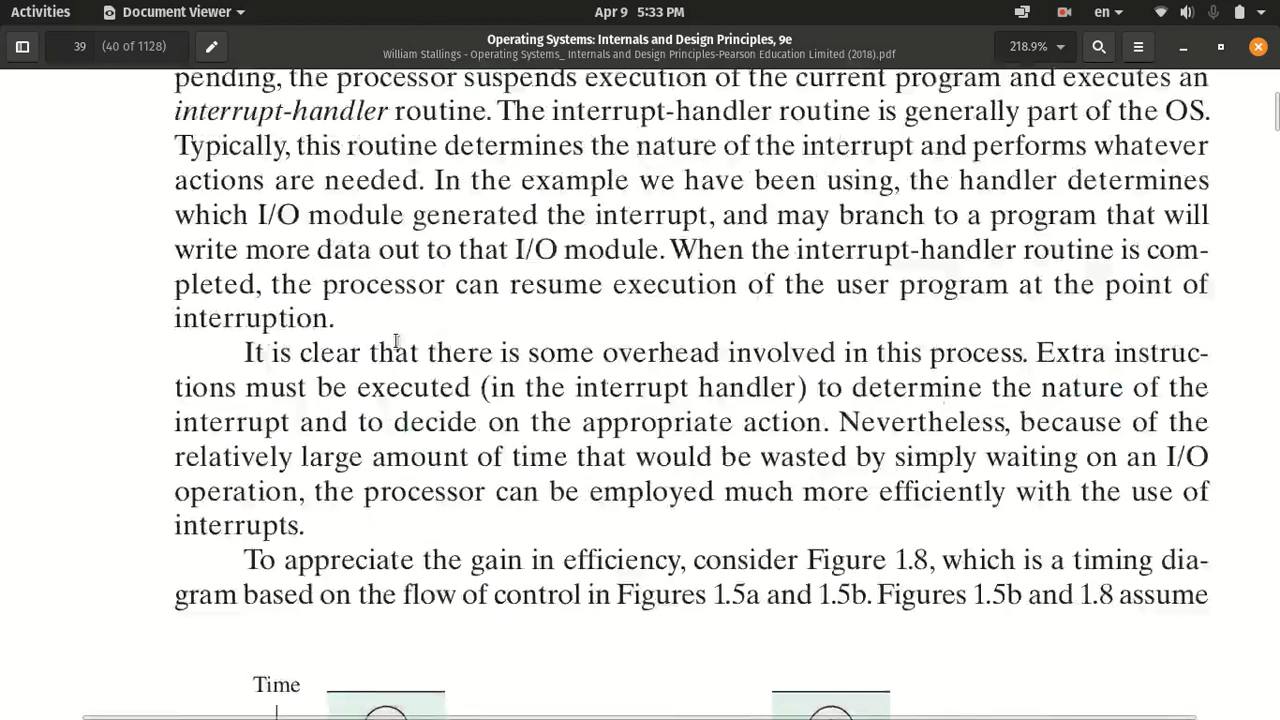 Activities Document Viewer Apr 9 5:33 PM en
39 (40 of 1128) Operating Systems: Internals and Design Principles, 9e 218.9%
William Stallings - Operating Systems_ Internals and Design Principles-Pearson Education Limited (2018).pdf
pending, the processor suspends execution of the current program and executes an
interrupt-handler routine. The interrupt-handler routine is generally part of the OS.
Typically, this routine determines the nature of the interrupt and performs whatever
actions are needed. In the example we have been using, the handler determines
which I/O module generated the interrupt, and may branch to a program that will
write more data out to that I/O module. When the interrupt-handler routine is com-
pleted, the processor can resume execution of the user program at the point of
interruption.
It is clear that there is some overhead involved in this process. Extra instruc-
tions must be executed (in the interrupt handler) to determine the nature of the
interrupt and to decide on the appropriate action. Nevertheless, because of the
relatively large amount of time that would be wasted by simply waiting on an I/O
operation, the processor can be employed much more efficiently with the use of
interrupts.
To appreciate the gain in efficiency, consider Figure 1.8, which is a timing dia-
gram based on the flow of control in Figures 1.5a and 1.5b. Figures 1.5b and 1.8 assume
Time